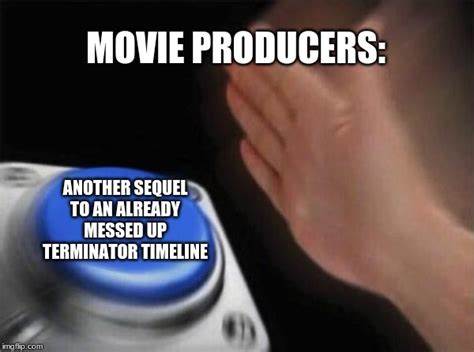 MOVIE PRODUCERS:
ANOTHER SEQUEL
TO AN ALREADY
MESSED UP
TERMINATOR TIMELINE
imgflip.com